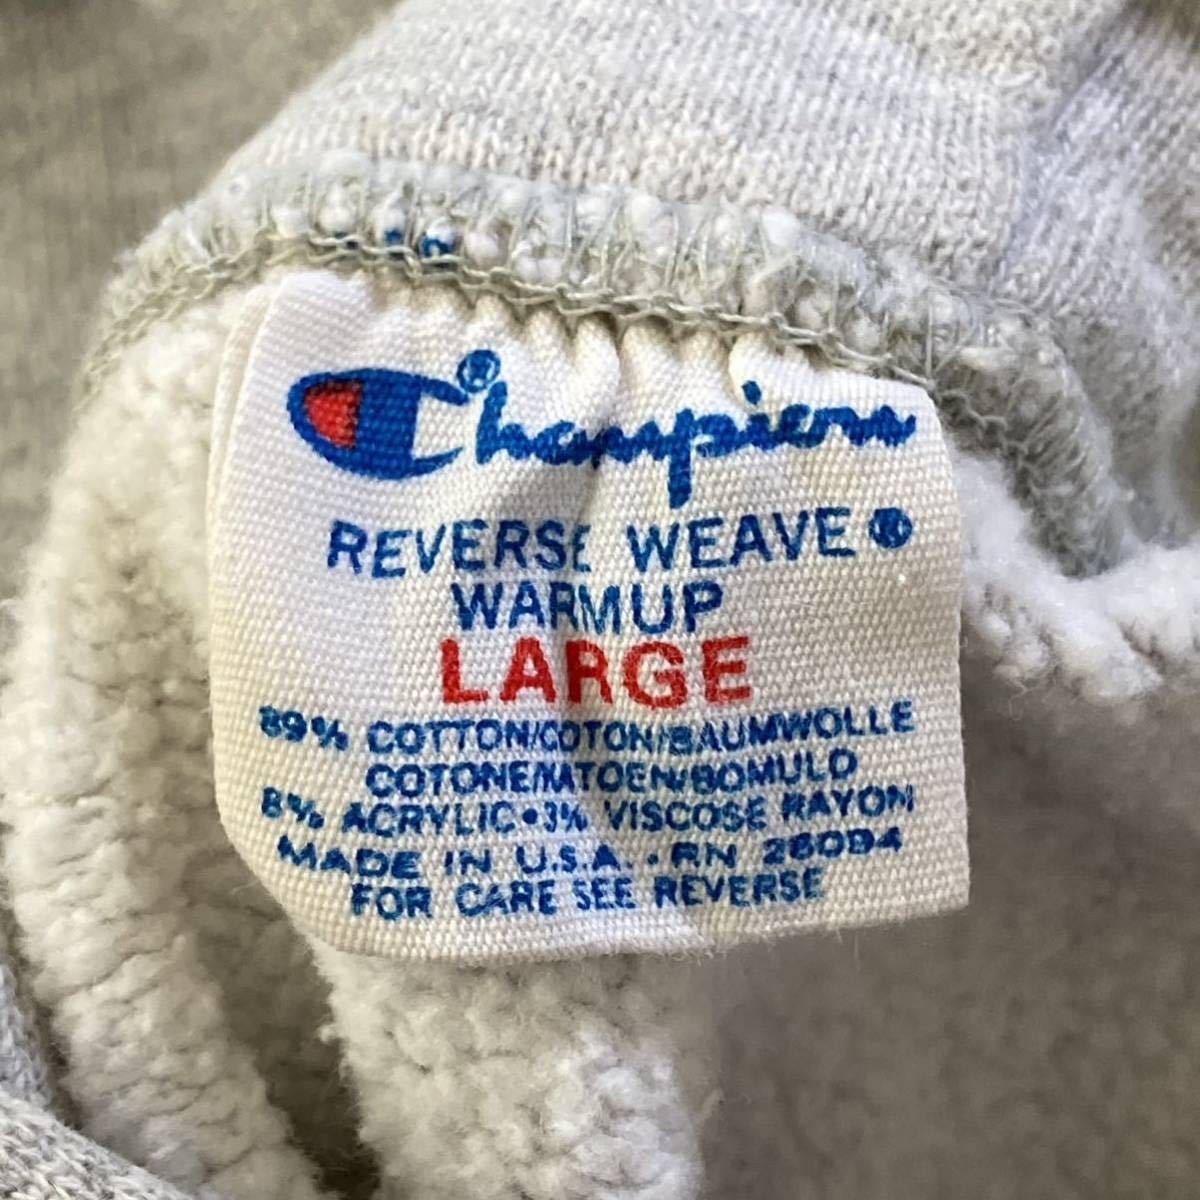 Champion®
REVERSE WEAVE®
WARMUP
LARGE
89% COTTON/COTON/BAUMWOLLE
COTONE/KATOEN/BOMULD
8% ACRYLIC•3% VISCOSE RAYON
MADE IN U.S.A. • RN 26094
FOR CARE SEE REVERSE